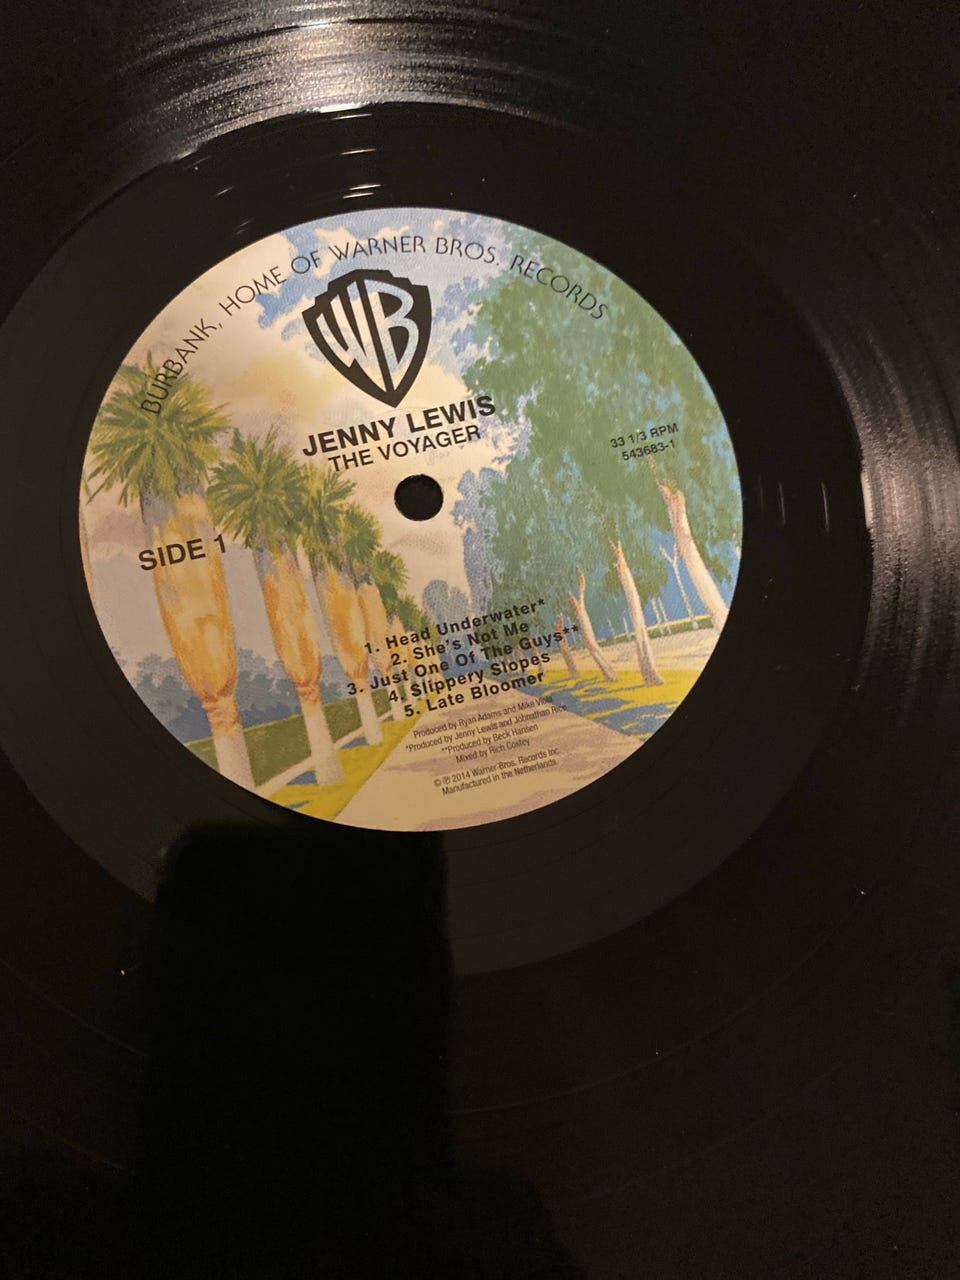 BURBANK, HOME OF WARNER BROS. RECORDS
WB
JENNY LEWIS
THE VOYAGER
33 1/3 RPM
543683-1
SIDE 1
1. Head Underwater*
2. She's Not Me
3. Just One Of The Guys**
4. Slippery Slopes
5. Late Bloomer
Produced by Ryan Adams and Mike Viola
*Produced by Jenny Lewis and Johnathan Rice
**Produced by Beck Hansen
Mixed by Rich Costey
© ℗ 2014 Warner Bros. Records Inc.
Manufactured in the Netherlands.